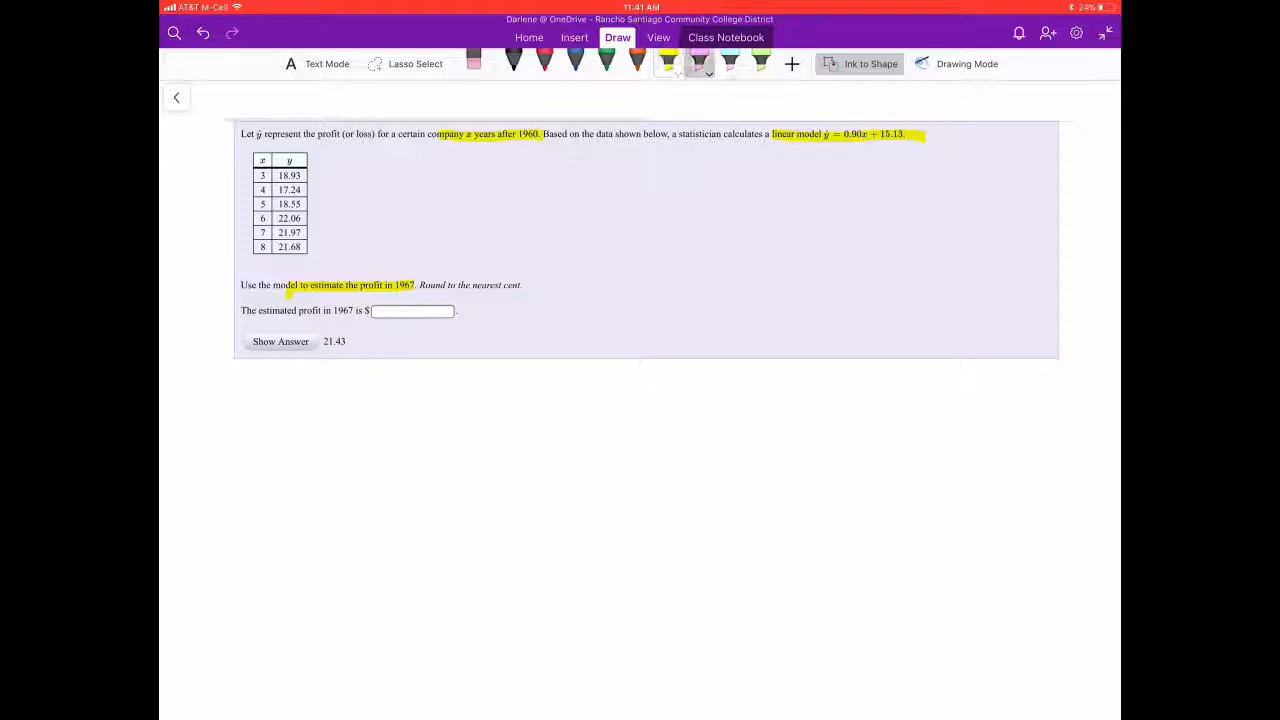 AT&T M-Cell
11:41 AM
24%
Darlene @ OneDrive - Rancho Santiago Community College District
Home Insert Draw View Class Notebook
Text Mode Lasso Select Ink to Shape Drawing Mode
Let ŷ represent the profit (or loss) for a certain company x years after 1960. Based on the data shown below, a statistician calculates a linear model ŷ = 0.90x + 15.13.
x y
3 18.93
4 17.24
5 18.55
6 22.06
7 21.97
8 21.68
Use the model to estimate the profit in 1967. Round to the nearest cent.
The estimated profit in 1967 is $ .
Show Answer 21.43